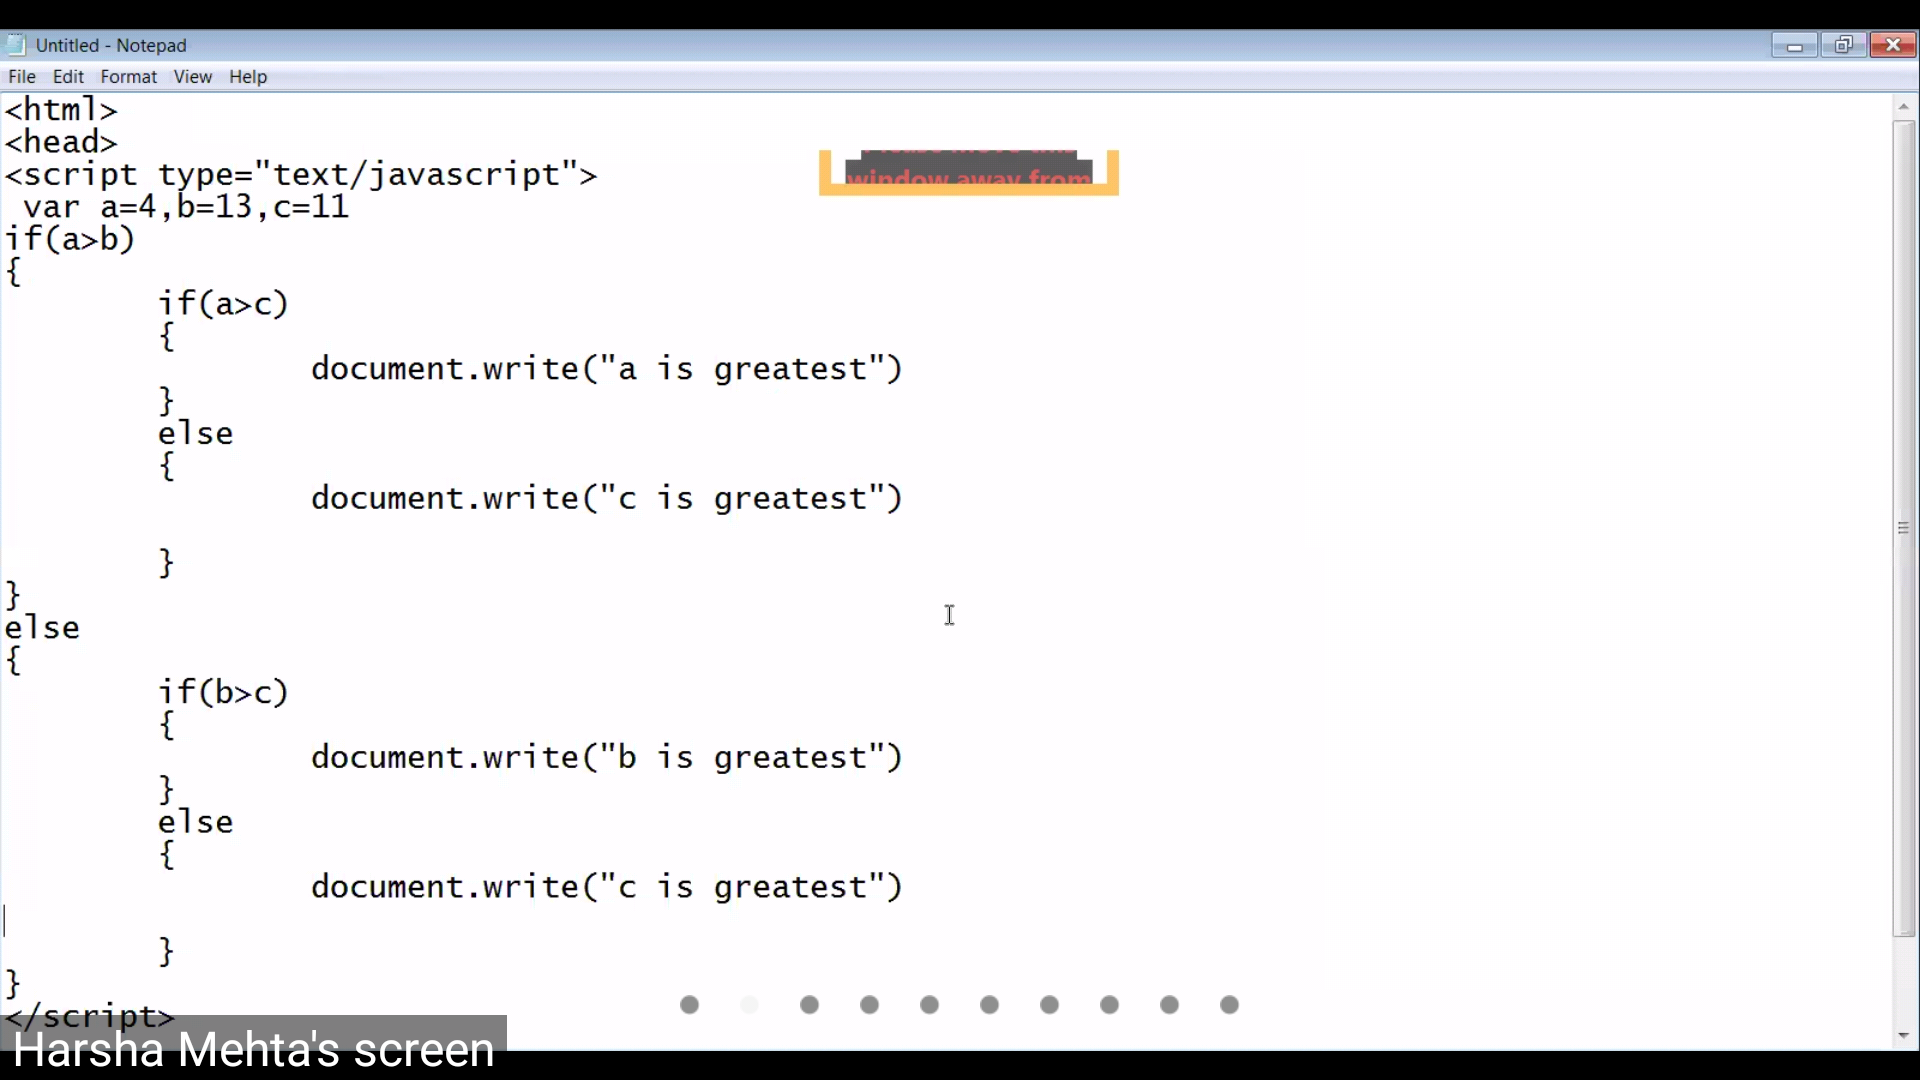 Untitled - Notepad
File Edit Format View Help
<html>
<head>
<script type="text/javascript">
 var a=4,b=13,c=11
if(a>b)
{
        if(a>c)
        {
                document.write("a is greatest")
        }
        else
        {
                document.write("c is greatest")

        }
}
else
{
        if(b>c)
        {
                document.write("b is greatest")
        }
        else
        {
                document.write("c is greatest")

        }
}
</script>
window away from
Harsha Mehta's screen